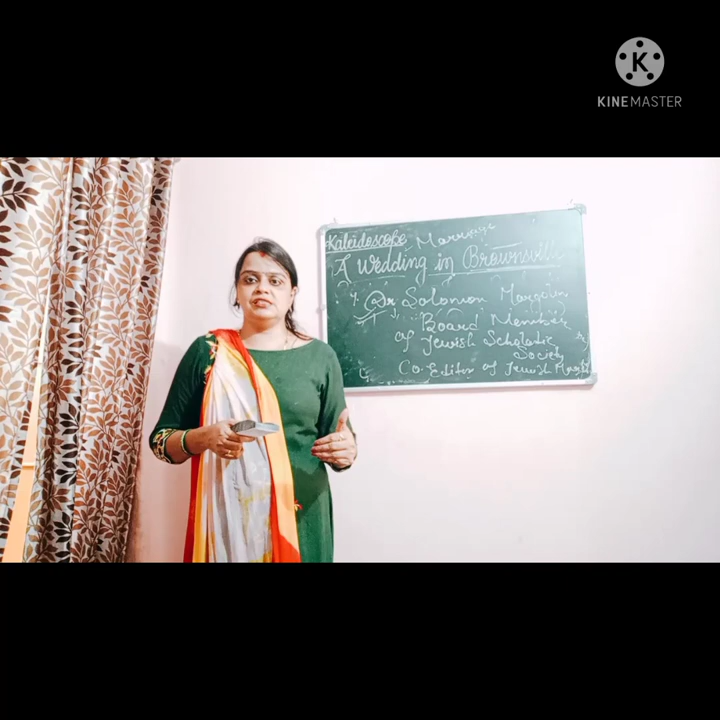 KINEMASTER
Kaleidoscope Marriage
A Wedding in Brownsville
Dr Solomon Margolin
Board Member
of Jewish Scholastic
Society
Co-Editor of Jewish